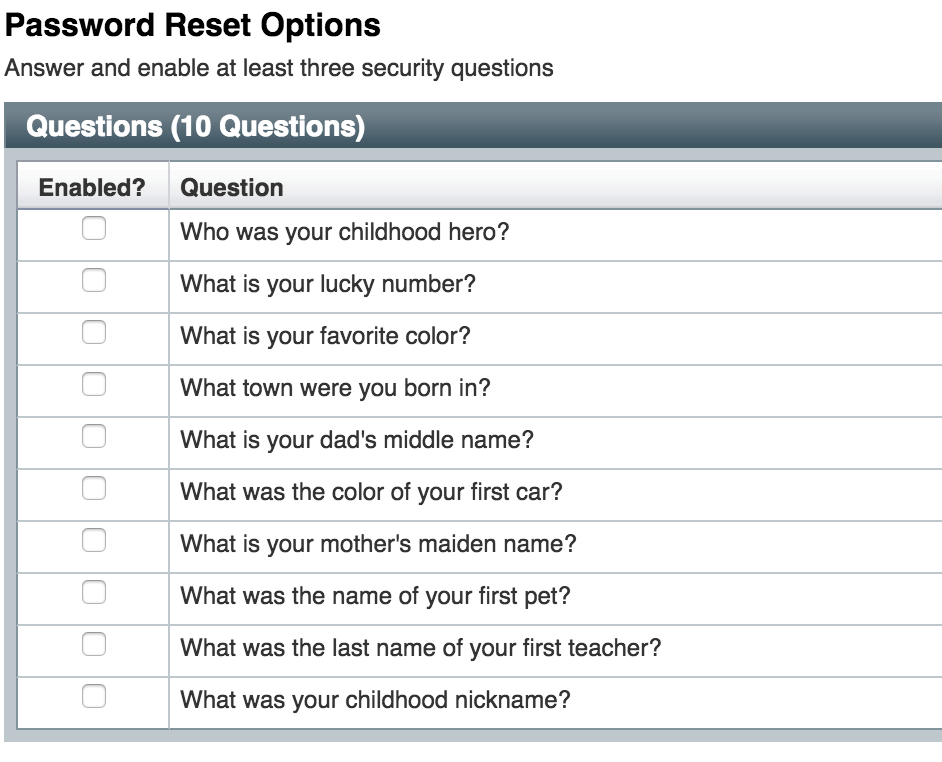 Password Reset Options
Answer and enable at least three security questions
Questions (10 Questions)
Enabled? Question
Who was your childhood hero?
What is your lucky number?
What is your favorite color?
What town were you born in?
What is your dad's middle name?
What was the color of your first car?
What is your mother's maiden name?
What was the name of your first pet?
What was the last name of your first teacher?
What was your childhood nickname?